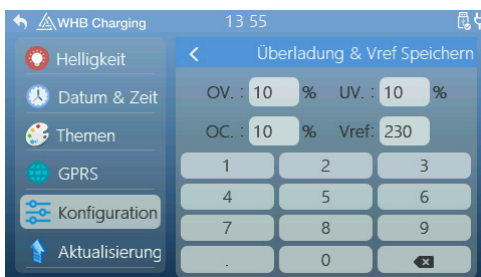 WHB Charging 13 55
Helligkeit
Datum & Zeit
Themen
GPRS
Konfiguration
Aktualisierung
< Überladung & Vref Speichern
OV. : 10 % UV. : 10 %
OC. : 10 % Vref: 230
1 2 3
4 5 6
7 8 9
. 0